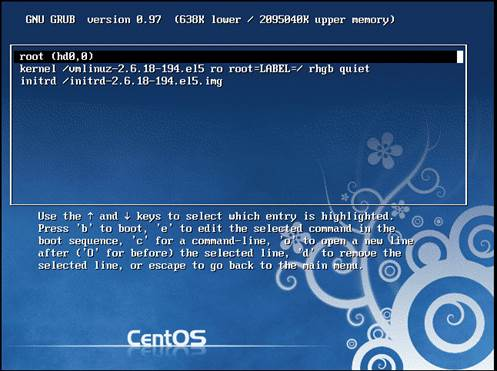 GNU GRUB  version 0.97  (638K lower / 2095040K upper memory)
root (hd0,0)
kernel /vmlinuz-2.6.18-194.el5 ro root=LABEL=/ rhgb quiet
initrd /initrd-2.6.18-194.el5.img
Use the ↑ and ↓ keys to select which entry is highlighted.
Press 'b' to boot, 'e' to edit the selected command in the
boot sequence, 'c' for a command-line, 'o' to open a new line
after ('O' for before) the selected line, 'd' to remove the
selected line, or escape to go back to the main menu.
CentOS